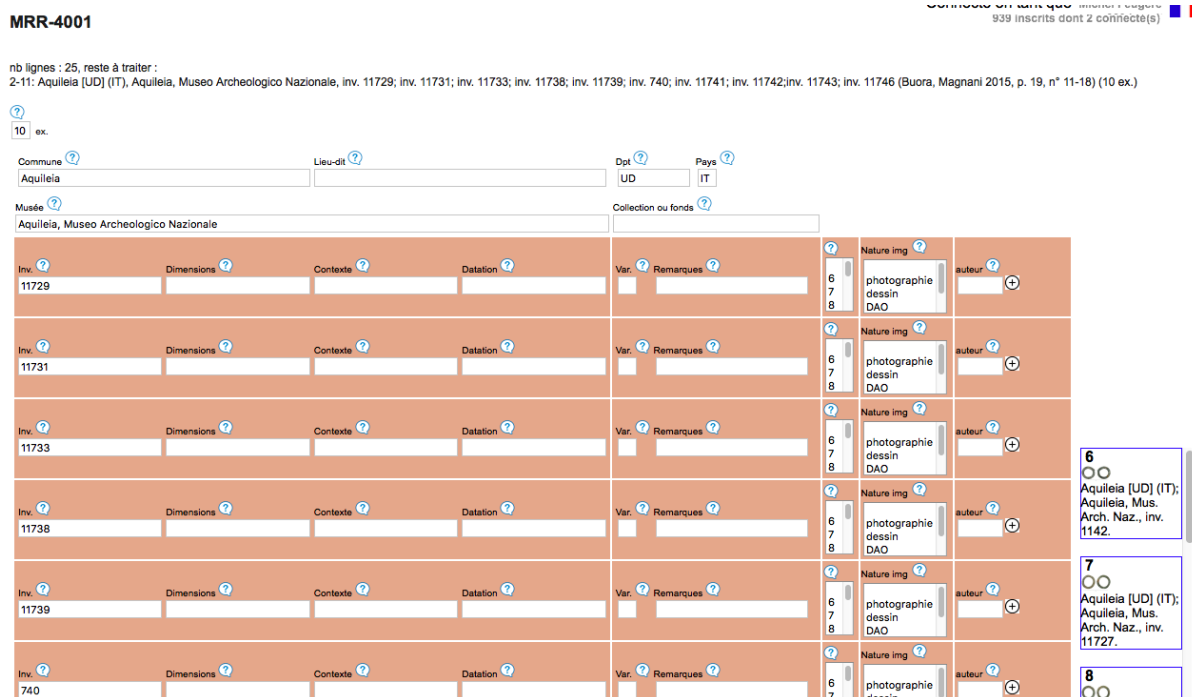 Connecté en tant que Michel Feugère
MRR-4001
939 inscrits dont 2 connecté(s)
nb lignes : 25, reste à traiter :
2-11: Aquileia [UD] (IT), Aquileia, Museo Archeologico Nazionale, inv. 11729; inv. 11731; inv. 11733; inv. 11738; inv. 11739; inv. 740; inv. 11741; inv. 11742;inv. 11743; inv. 11746 (Buora, Magnani 2015, p. 19, n° 11-18) (10 ex.)
?
10 ex.
Commune ? Lieu-dit ? Dpt ? Pays ?
Aquileia UD IT
Musée ? Collection ou fonds ?
Aquileia, Museo Archeologico Nazionale
Inv. ? Dimensions ? Contexte ? Datation ? Var. ? Remarques ? ? Nature img ? auteur ?
11729
6
7
8
photographie
dessin
DAO
Inv. ? Dimensions ? Contexte ? Datation ? Var. ? Remarques ? ? Nature img ? auteur ?
11731
6
7
8
photographie
dessin
DAO
Inv. ? Dimensions ? Contexte ? Datation ? Var. ? Remarques ? ? Nature img ? auteur ?
11733
6
7
8
photographie
dessin
DAO
Inv. ? Dimensions ? Contexte ? Datation ? Var. ? Remarques ? ? Nature img ? auteur ?
11738
6
7
8
photographie
dessin
DAO
Inv. ? Dimensions ? Contexte ? Datation ? Var. ? Remarques ? ? Nature img ? auteur ?
11739
6
7
8
photographie
dessin
DAO
Inv. ? Dimensions ? Contexte ? Datation ? Var. ? Remarques ? ? Nature img ? auteur ?
740
6
7
photographie
dessin
6
Aquileia [UD] (IT);
Aquileia, Mus.
Arch. Naz., inv.
1142.
7
Aquileia [UD] (IT);
Aquileia, Mus.
Arch. Naz., inv.
11727.
8